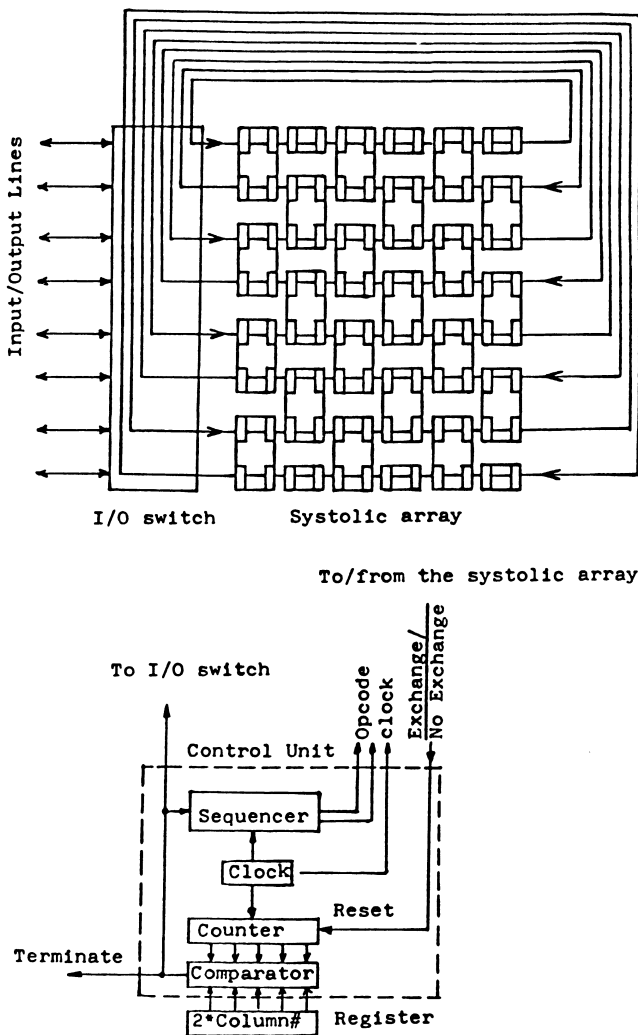 Input/Output Lines
I/O switch
Systolic array
To/from the systolic array
To I/O switch
Opcode
clock
Exchange/
No Exchange
Control Unit
Sequencer
Clock
Reset
Counter
Terminate
Comparator
2*Column#
Register